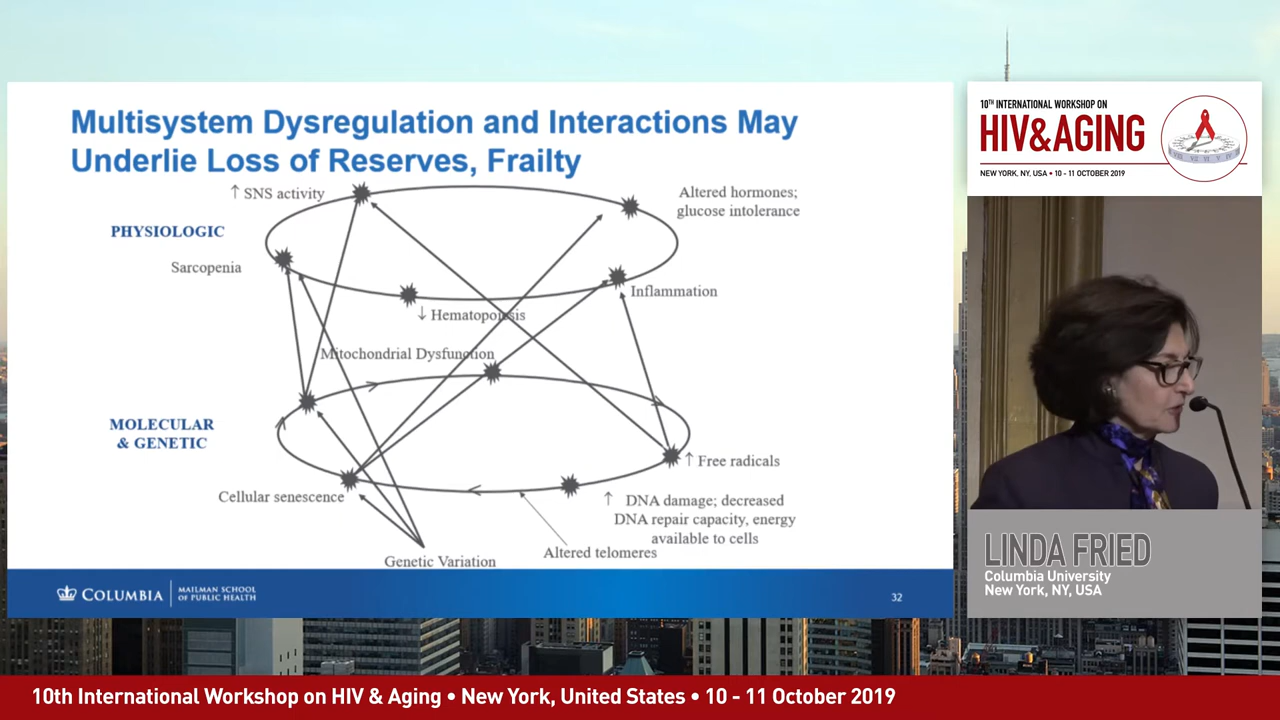 Multisystem Dysregulation and Interactions May
Underlie Loss of Reserves, Frailty
↑ SNS activity
Altered hormones;
glucose intolerance
PHYSIOLOGIC
Sarcopenia
Inflammation
↓ Hematopoiesis
Mitochondrial Dysfunction
MOLECULAR
& GENETIC
↑ Free radicals
Cellular senescence
↑ DNA damage; decreased
DNA repair capacity, energy
available to cells
Altered telomeres
Genetic Variation
COLUMBIA
MAILMAN SCHOOL
OF PUBLIC HEALTH
32
10TH INTERNATIONAL WORKSHOP ON
HIV&AGING
NEW YORK, NY, USA • 10 - 11 OCTOBER 2019
LINDA FRIED
Columbia University
New York, NY, USA
10th International Workshop on HIV & Aging • New York, United States • 10 - 11 October 2019